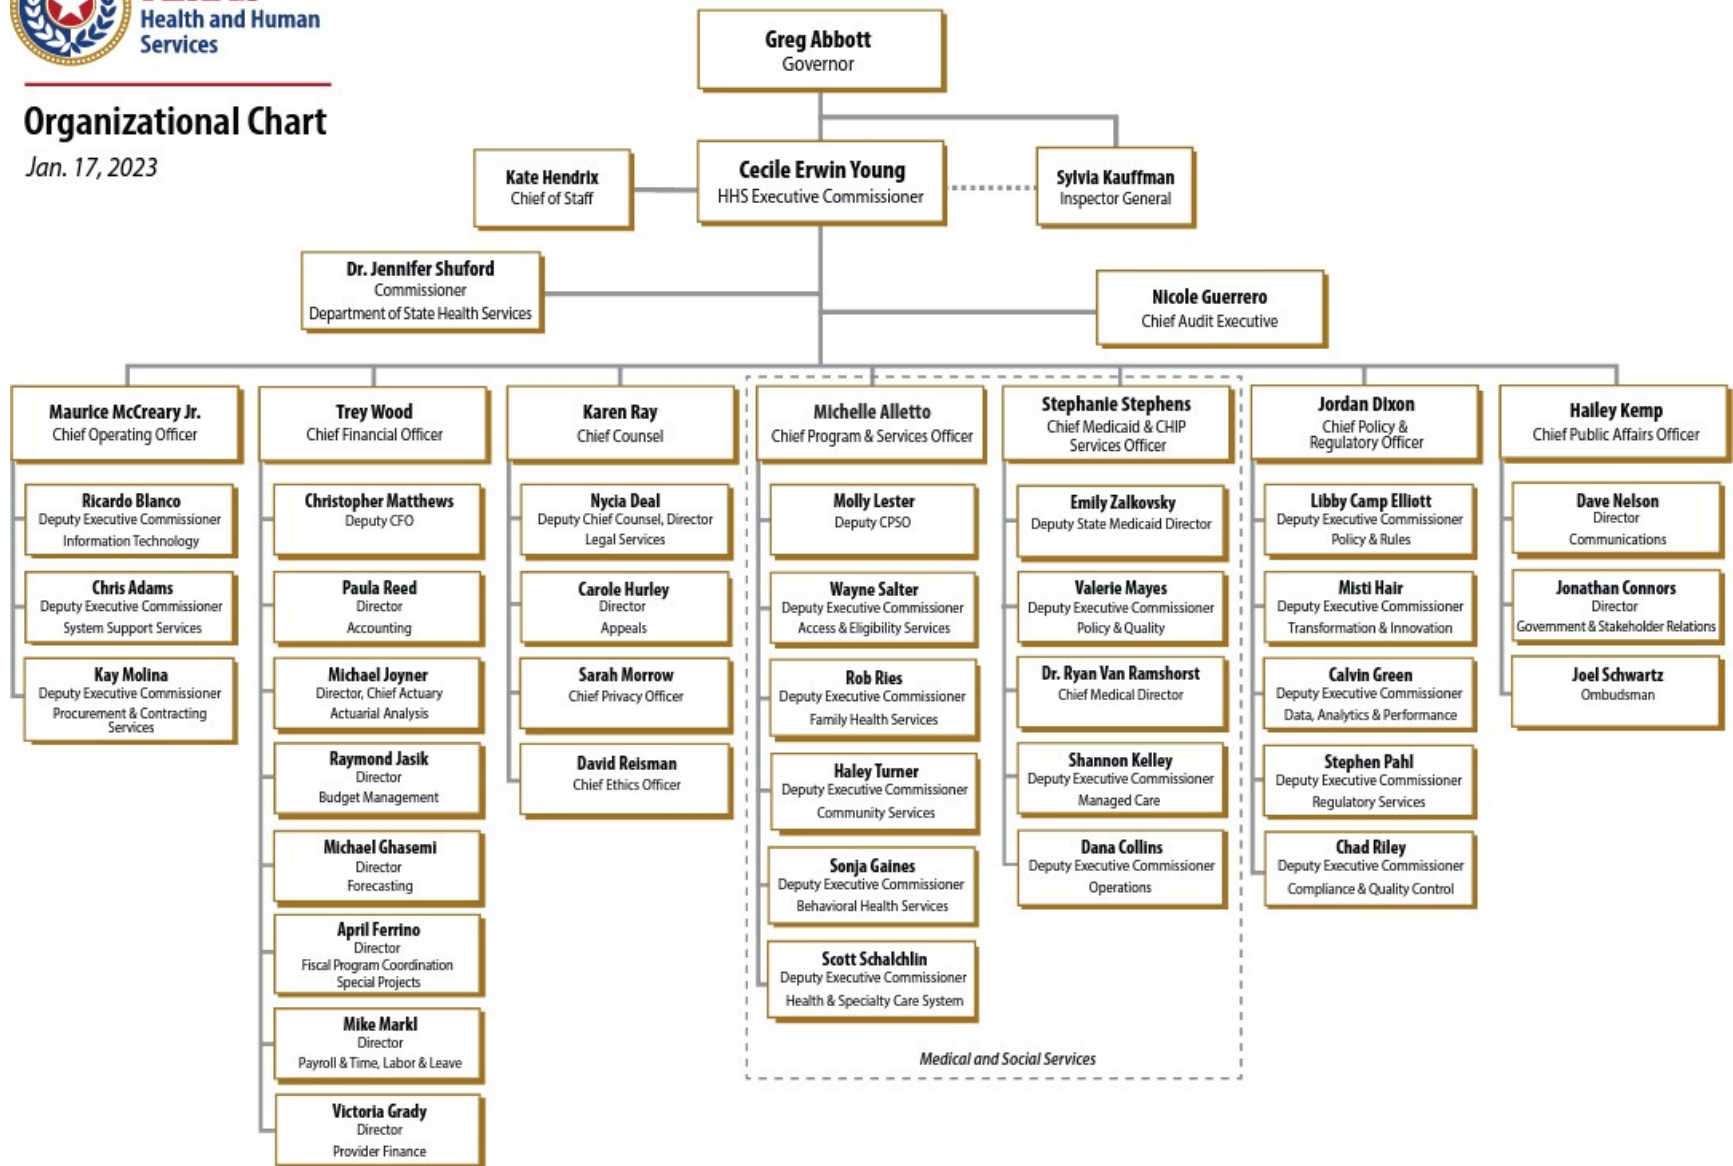 Health and Human
Services
Organizational Chart
Jan. 17, 2023
Greg Abbott
Governor
Kate Hendrix
Chief of Staff
Cecile Erwin Young
HHS Executive Commissioner
Sylvia Kauffman
Inspector General
Dr. Jennifer Shuford
Commissioner
Department of State Health Services
Nicole Guerrero
Chief Audit Executive
Maurice McCreary Jr.
Chief Operating Officer
Ricardo Blanco
Deputy Executive Commissioner
Information Technology
Chris Adams
Deputy Executive Commissioner
System Support Services
Kay Molina
Deputy Executive Commissioner
Procurement & Contracting
Services
Trey Wood
Chief Financial Officer
Christopher Matthews
Deputy CFO
Paula Reed
Director
Accounting
Michael Joyner
Director, Chief Actuary
Actuarial Analysis
Raymond Jasik
Director
Budget Management
Michael Ghasemi
Director
Forecasting
April Ferrino
Director
Fiscal Program Coordination
Special Projects
Mike Markl
Director
Payroll & Time, Labor & Leave
Victoria Grady
Director
Provider Finance
Karen Ray
Chief Counsel
Nycia Deal
Deputy Chief Counsel, Director
Legal Services
Carole Hurley
Director
Appeals
Sarah Morrow
Chief Privacy Officer
David Reisman
Chief Ethics Officer
Michelle Alletto
Chief Program & Services Officer
Molly Lester
Deputy CPSO
Wayne Salter
Deputy Executive Commissioner
Access & Eligibility Services
Rob Ries
Deputy Executive Commissioner
Family Health Services
Haley Turner
Deputy Executive Commissioner
Community Services
Sonja Gaines
Deputy Executive Commissioner
Behavioral Health Services
Scott Schalchlin
Deputy Executive Commissioner
Health & Specialty Care System
Stephanie Stephens
Chief Medicaid & CHIP
Services Officer
Emily Zalkovsky
Deputy State Medicaid Director
Valerie Mayes
Deputy Executive Commissioner
Policy & Quality
Dr. Ryan Van Ramshorst
Chief Medical Director
Shannon Kelley
Deputy Executive Commissioner
Managed Care
Dana Collins
Deputy Executive Commissioner
Operations
Medical and Social Services
Jordan Dixon
Chief Policy &
Regulatory Officer
Libby Camp Elliott
Deputy Executive Commissioner
Policy & Rules
Misti Hair
Deputy Executive Commissioner
Transformation & Innovation
Calvin Green
Deputy Executive Commissioner
Data, Analytics & Performance
Stephen Pahl
Deputy Executive Commissioner
Regulatory Services
Chad Riley
Deputy Executive Commissioner
Compliance & Quality Control
Hailey Kemp
Chief Public Affairs Officer
Dave Nelson
Director
Communications
Jonathan Connors
Director
Government & Stakeholder Relations
Joel Schwartz
Ombudsman